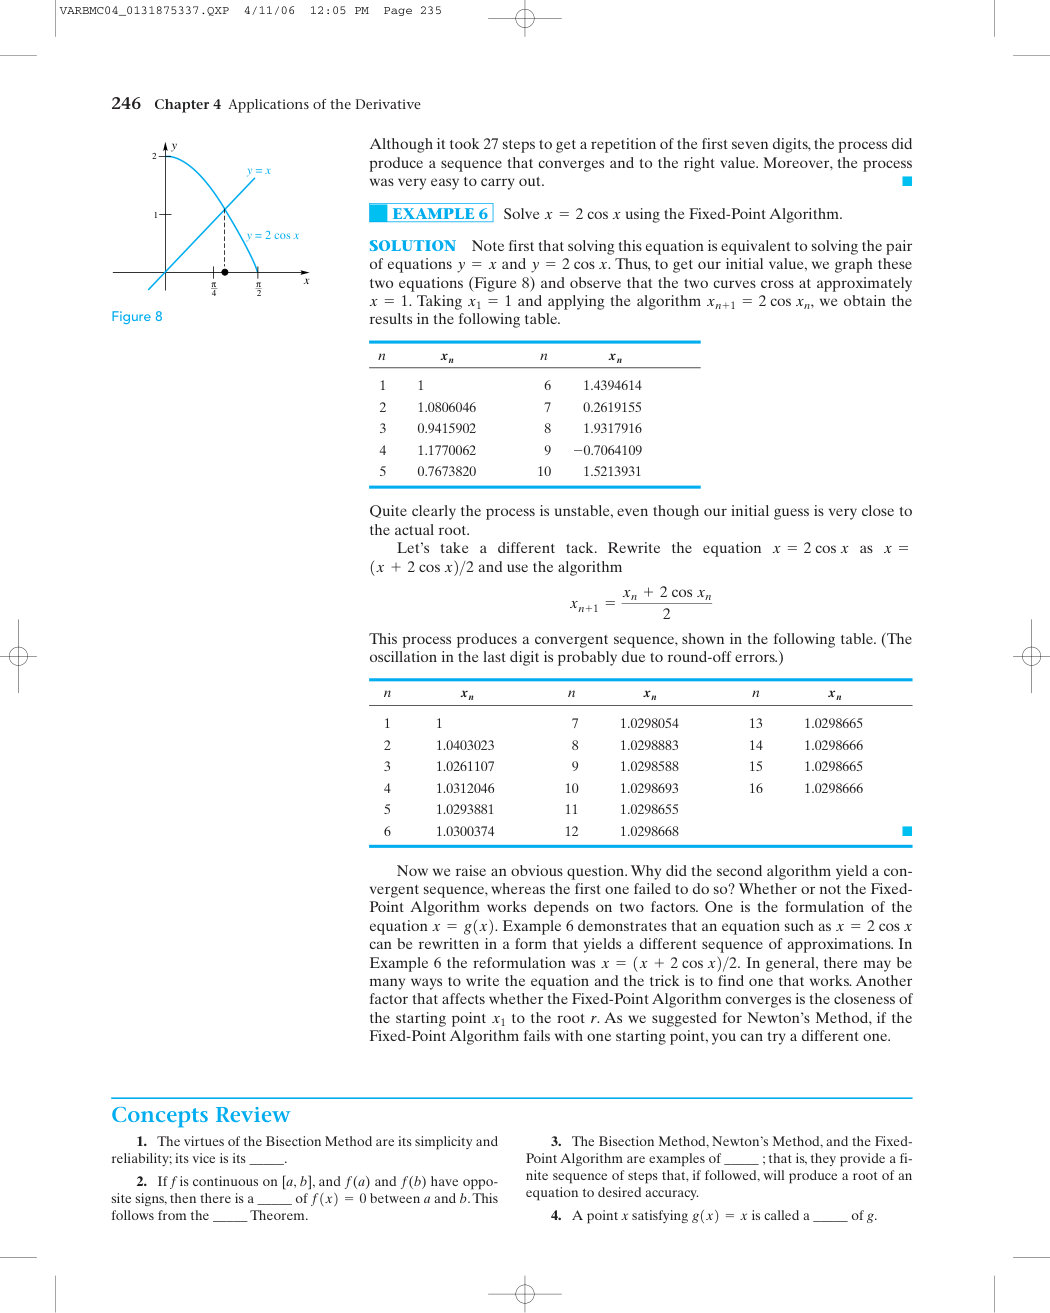 VARBMC04_0131875337.QXP 4/11/06 12:05 PM Page 235
246 Chapter 4 Applications of the Derivative
y
2
y = x
1
y = 2 cos x
π
4
π
2
x
Figure 8
Although it took 27 steps to get a repetition of the first seven digits, the process did
produce a sequence that converges and to the right value. Moreover, the process
was very easy to carry out.
EXAMPLE 6 Solve x = 2 cos x using the Fixed-Point Algorithm.
SOLUTION Note first that solving this equation is equivalent to solving the pair
of equations y = x and y = 2 cos x. Thus, to get our initial value, we graph these
two equations (Figure 8) and observe that the two curves cross at approximately
x = 1. Taking x₁ = 1 and applying the algorithm xₙ₊₁ = 2 cos xₙ, we obtain the
results in the following table.
n xₙ n xₙ
1 1 6 1.4394614
2 1.0806046 7 0.2619155
3 0.9415902 8 1.9317916
4 1.1770062 9 −0.7064109
5 0.7673820 10 1.5213931
Quite clearly the process is unstable, even though our initial guess is very close to
the actual root.
Let's take a different tack. Rewrite the equation x = 2 cos x as x =
(x + 2 cos x)/2 and use the algorithm
xₙ₊₁ = (xₙ + 2 cos xₙ)/2
This process produces a convergent sequence, shown in the following table. (The
oscillation in the last digit is probably due to round-off errors.)
n xₙ n xₙ n xₙ
1 1 7 1.0298054 13 1.0298665
2 1.0403023 8 1.0298883 14 1.0298666
3 1.0261107 9 1.0298588 15 1.0298665
4 1.0312046 10 1.0298693 16 1.0298666
5 1.0293881 11 1.0298655
6 1.0300374 12 1.0298668
Now we raise an obvious question. Why did the second algorithm yield a con-
vergent sequence, whereas the first one failed to do so? Whether or not the Fixed-
Point Algorithm works depends on two factors. One is the formulation of the
equation x = g(x). Example 6 demonstrates that an equation such as x = 2 cos x
can be rewritten in a form that yields a different sequence of approximations. In
Example 6 the reformulation was x = (x + 2 cos x)/2. In general, there may be
many ways to write the equation and the trick is to find one that works. Another
factor that affects whether the Fixed-Point Algorithm converges is the closeness of
the starting point x₁ to the root r. As we suggested for Newton's Method, if the
Fixed-Point Algorithm fails with one starting point, you can try a different one.
Concepts Review
1. The virtues of the Bisection Method are its simplicity and
reliability; its vice is its _____.
2. If f is continuous on [a, b], and f(a) and f(b) have oppo-
site signs, then there is a _____ of f(x) = 0 between a and b. This
follows from the _____ Theorem.
3. The Bisection Method, Newton's Method, and the Fixed-
Point Algorithm are examples of _____ ; that is, they provide a fi-
nite sequence of steps that, if followed, will produce a root of an
equation to desired accuracy.
4. A point x satisfying g(x) = x is called a _____ of g.